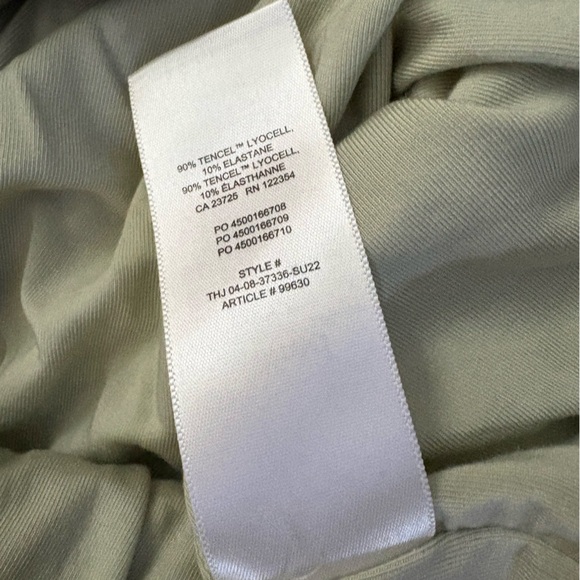 90% TENCEL™ LYOCELL,
10% ELASTANE
90% TENCEL™ LYOCELL,
10% ÉLASTHANNE
CA 23725 RN 122354
PO 4500166708
PO 4500166709
PO 4500166710
STYLE #
THJ 04-08-37336-SU22
ARTICLE # 99630